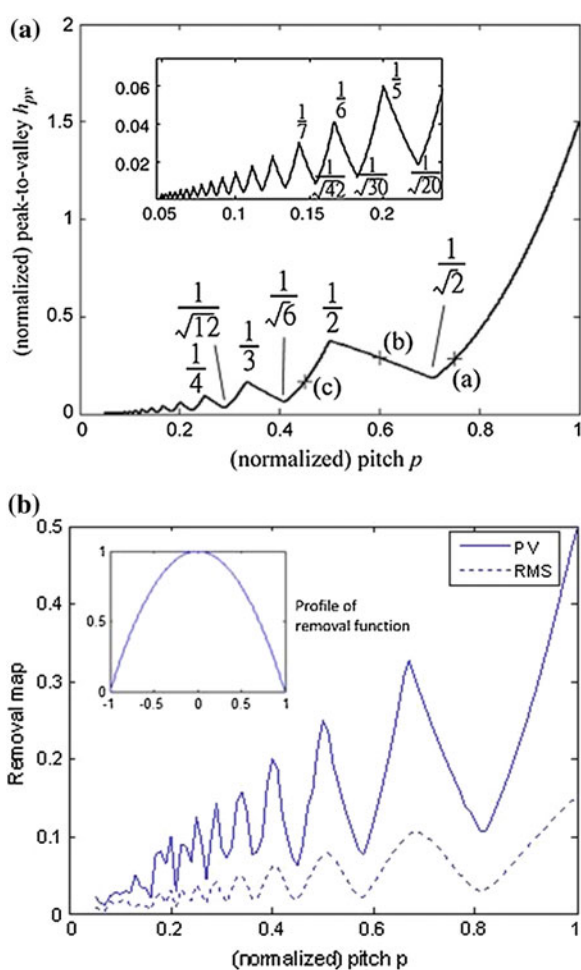 (a)
2
1.5
1
0.5
0
(normalized) peak-to-valley h_pv
0.06
0.04
0.02
0.05 0.1 0.15 0.2
1/7
1/6
1/5
1/√42
1/√30
1/√20
1/√12
1/4
1/3
1/√6
1/2
1/√2
(a)
(b)
(c)
0.2 0.4 0.6 0.8 1
(normalized) pitch p
(b)
0.5
0.4
0.3
0.2
0.1
0
Removal map
1
0.5
0
-1 -0.5 0 0.5 1
Profile of
removal function
PV
RMS
0 0.2 0.4 0.6 0.8 1
(normalized) pitch p